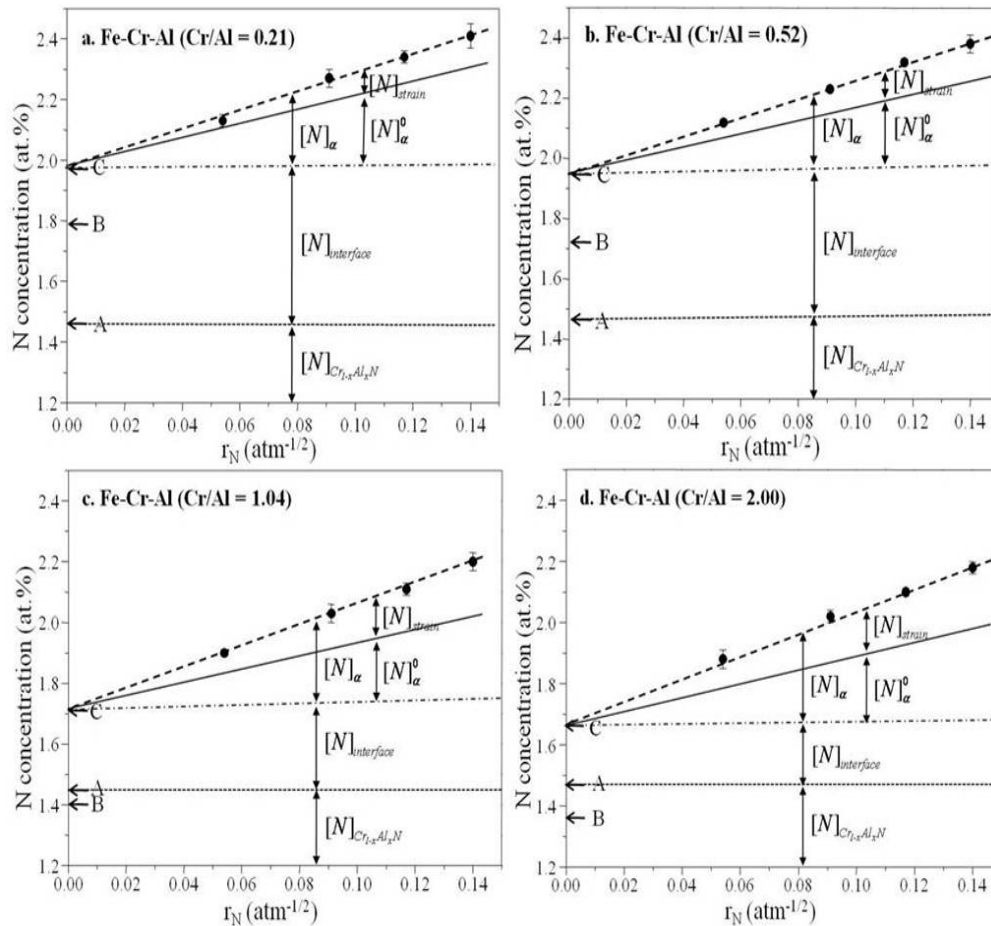 a. Fe-Cr-Al (Cr/Al = 0.21)
N concentration (at.%)
2.4
2.2
2.0
1.8
1.6
1.4
1.2
C
B
A
[N]strain
[N]α
[N]α0
[N]interface
[N]Cr1-xAlxN
0.00 0.02 0.04 0.06 0.08 0.10 0.12 0.14
rN (atm-1/2)
b. Fe-Cr-Al (Cr/Al = 0.52)
N concentration (at.%)
2.4
2.2
2.0
1.8
1.6
1.4
1.2
C
B
A
[N]strain
[N]α
[N]α0
[N]interface
[N]Cr1-xAlxN
0.00 0.02 0.04 0.06 0.08 0.10 0.12 0.14
rN (atm-1/2)
c. Fe-Cr-Al (Cr/Al = 1.04)
N concentration (at.%)
2.4
2.2
2.0
1.8
1.6
1.4
1.2
C
A
B
[N]strain
[N]α
[N]α0
[N]interface
[N]Cr1-xAlxN
0.00 0.02 0.04 0.06 0.08 0.10 0.12 0.14
rN (atm-1/2)
d. Fe-Cr-Al (Cr/Al = 2.00)
N concentration (at.%)
2.4
2.2
2.0
1.8
1.6
1.4
1.2
C
A
B
[N]strain
[N]α
[N]α0
[N]interface
[N]Cr1-xAlxN
0.00 0.02 0.04 0.06 0.08 0.10 0.12 0.14
rN (atm-1/2)